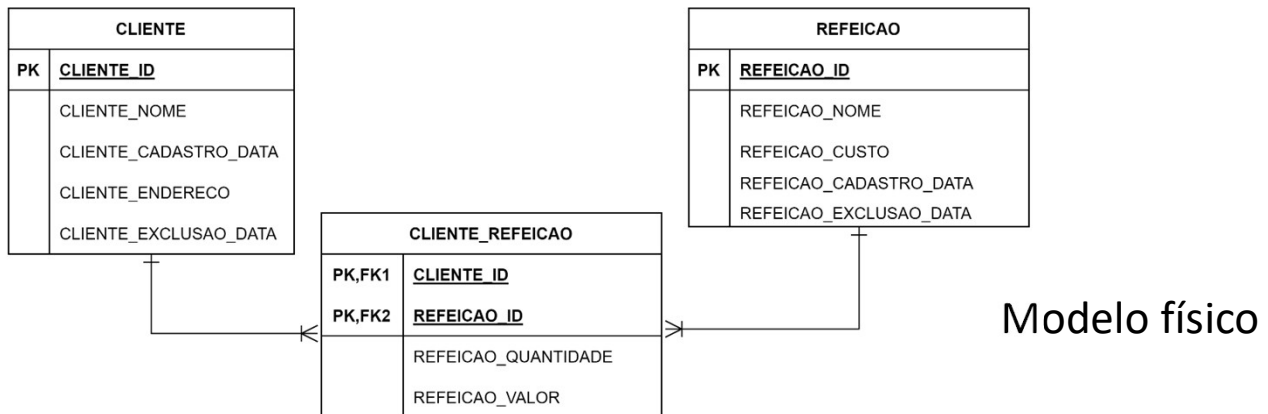 CLIENTE
PK CLIENTE_ID
CLIENTE_NOME
CLIENTE_CADASTRO_DATA
CLIENTE_ENDERECO
CLIENTE_EXCLUSAO_DATA
REFEICAO
PK REFEICAO_ID
REFEICAO_NOME
REFEICAO_CUSTO
REFEICAO_CADASTRO_DATA
REFEICAO_EXCLUSAO_DATA
CLIENTE_REFEICAO
PK,FK1 CLIENTE_ID
PK,FK2 REFEICAO_ID
REFEICAO_QUANTIDADE
REFEICAO_VALOR
Modelo físico